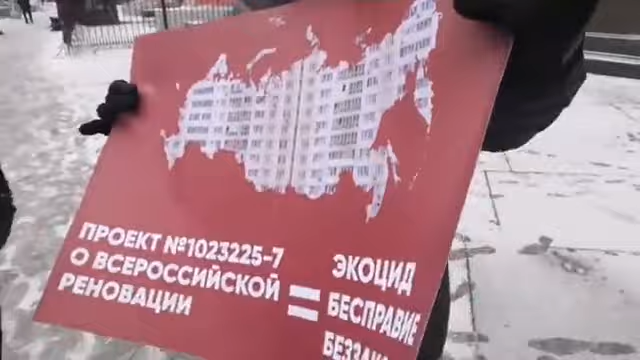 ПРОЕКТ №1023225-7
О ВСЕРОССИЙСКОЙ
РЕНОВАЦИИ
=
ЭКОЦИД
БЕСПРАВИЕ